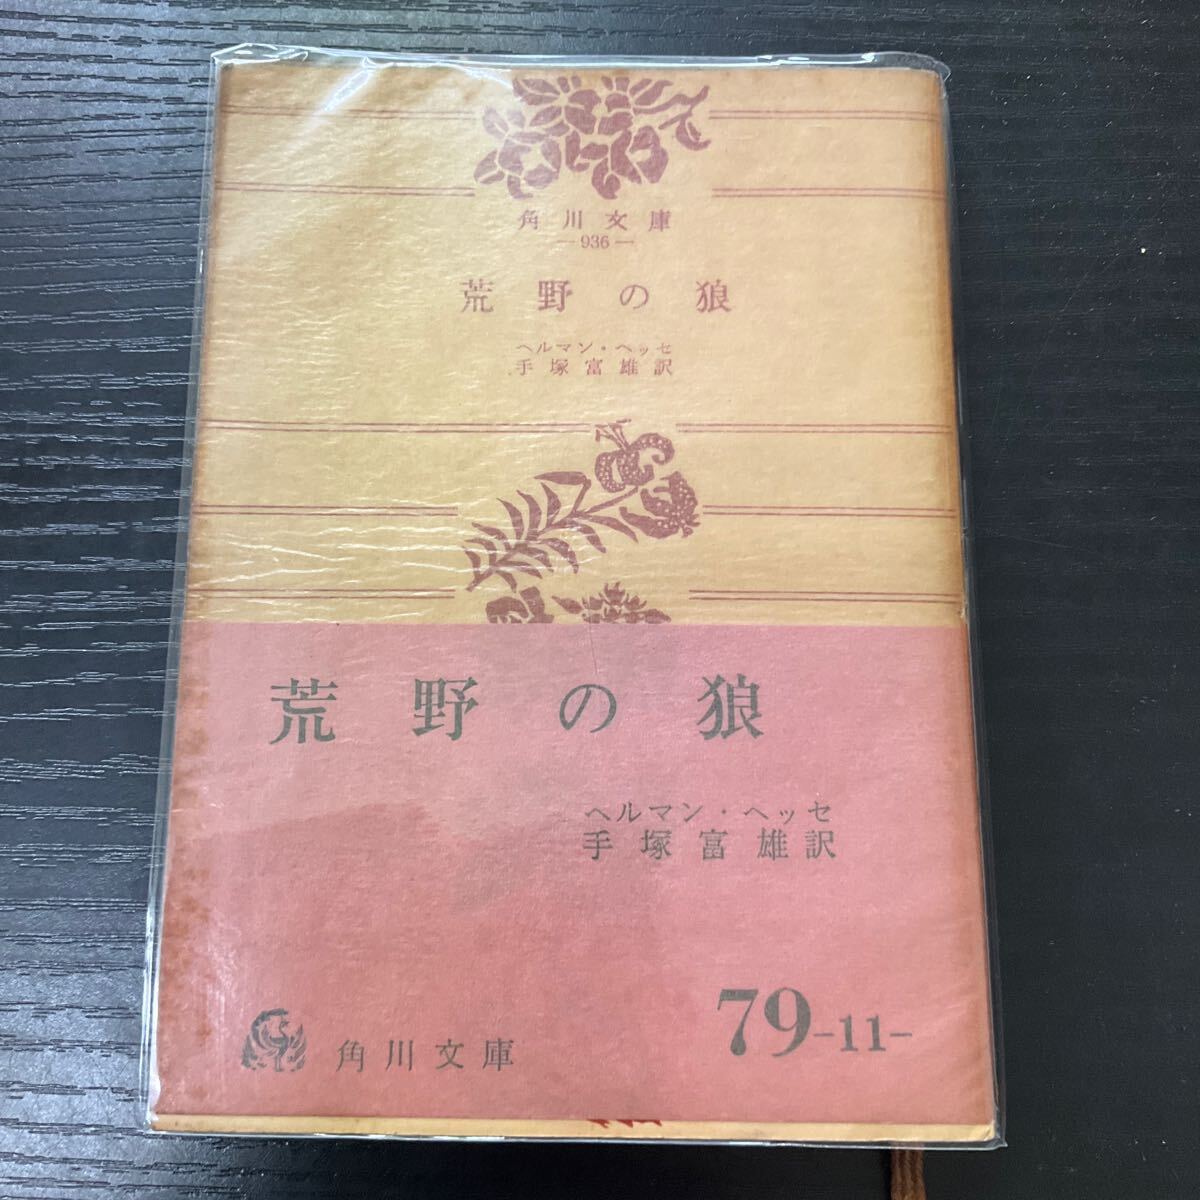 角川文庫
—936—
荒野の狼
ヘルマン・ヘッセ
手塚富雄訳
荒野の狼
ヘルマン・ヘッセ
手塚富雄訳
79-11-
角川文庫